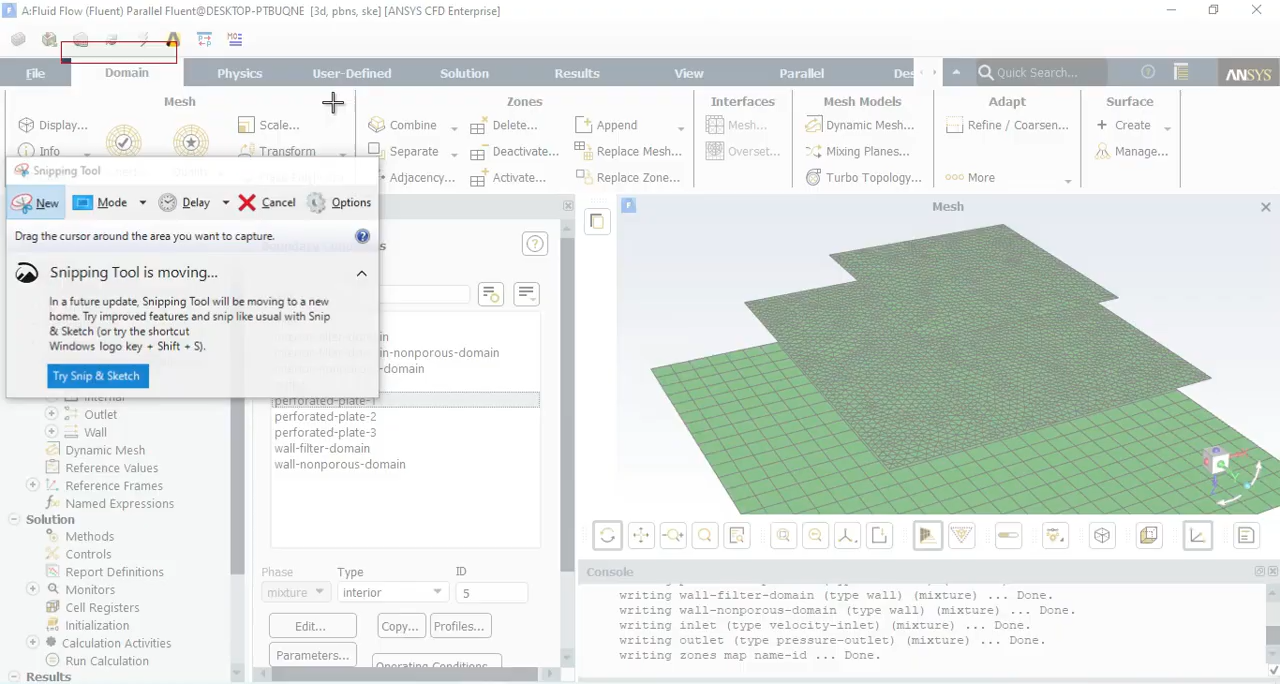 A:Fluid Flow (Fluent) Parallel Fluent@DESKTOP-PTBUQNE [3d, pbns, ske] [ANSYS CFD Enterprise]
File Domain Physics User-Defined Solution Results View Parallel Des Quick Search... ANSYS
Mesh Zones Interfaces Mesh Models Adapt Surface
Display... Scale... Combine Delete... Append Mesh... Dynamic Mesh... Refine / Coarsen... Create
Info Transform Separate Deactivate... Replace Mesh... Overset... Mixing Planes... Manage...
Adjacency... Activate... Replace Zone... Turbo Topology... More
Snipping Tool
New Mode Delay Cancel Options
Drag the cursor around the area you want to capture.
Snipping Tool is moving...
In a future update, Snipping Tool will be moving to a new
home. Try improved features and snip like usual with Snip
& Sketch (or try the shortcut
Windows logo key + Shift + S).
Try Snip & Sketch
in-nonporous-domain
-domain
perforated-plate-1
perforated-plate-2
perforated-plate-3
wall-filter-domain
wall-nonporous-domain
Internal
Outlet
Wall
Dynamic Mesh
Reference Values
Reference Frames
Named Expressions
Solution
Methods
Controls
Report Definitions
Monitors
Cell Registers
Initialization
Calculation Activities
Run Calculation
Results
Phase Type ID
mixture interior 5
Edit... Copy... Profiles...
Parameters... Operating Conditions...
Mesh
Console
writing wall-filter-domain (type wall) (mixture) ... Done.
writing wall-nonporous-domain (type wall) (mixture) ... Done.
writing inlet (type velocity-inlet) (mixture) ... Done.
writing outlet (type pressure-outlet) (mixture) ... Done.
writing zones map name-id ... Done.